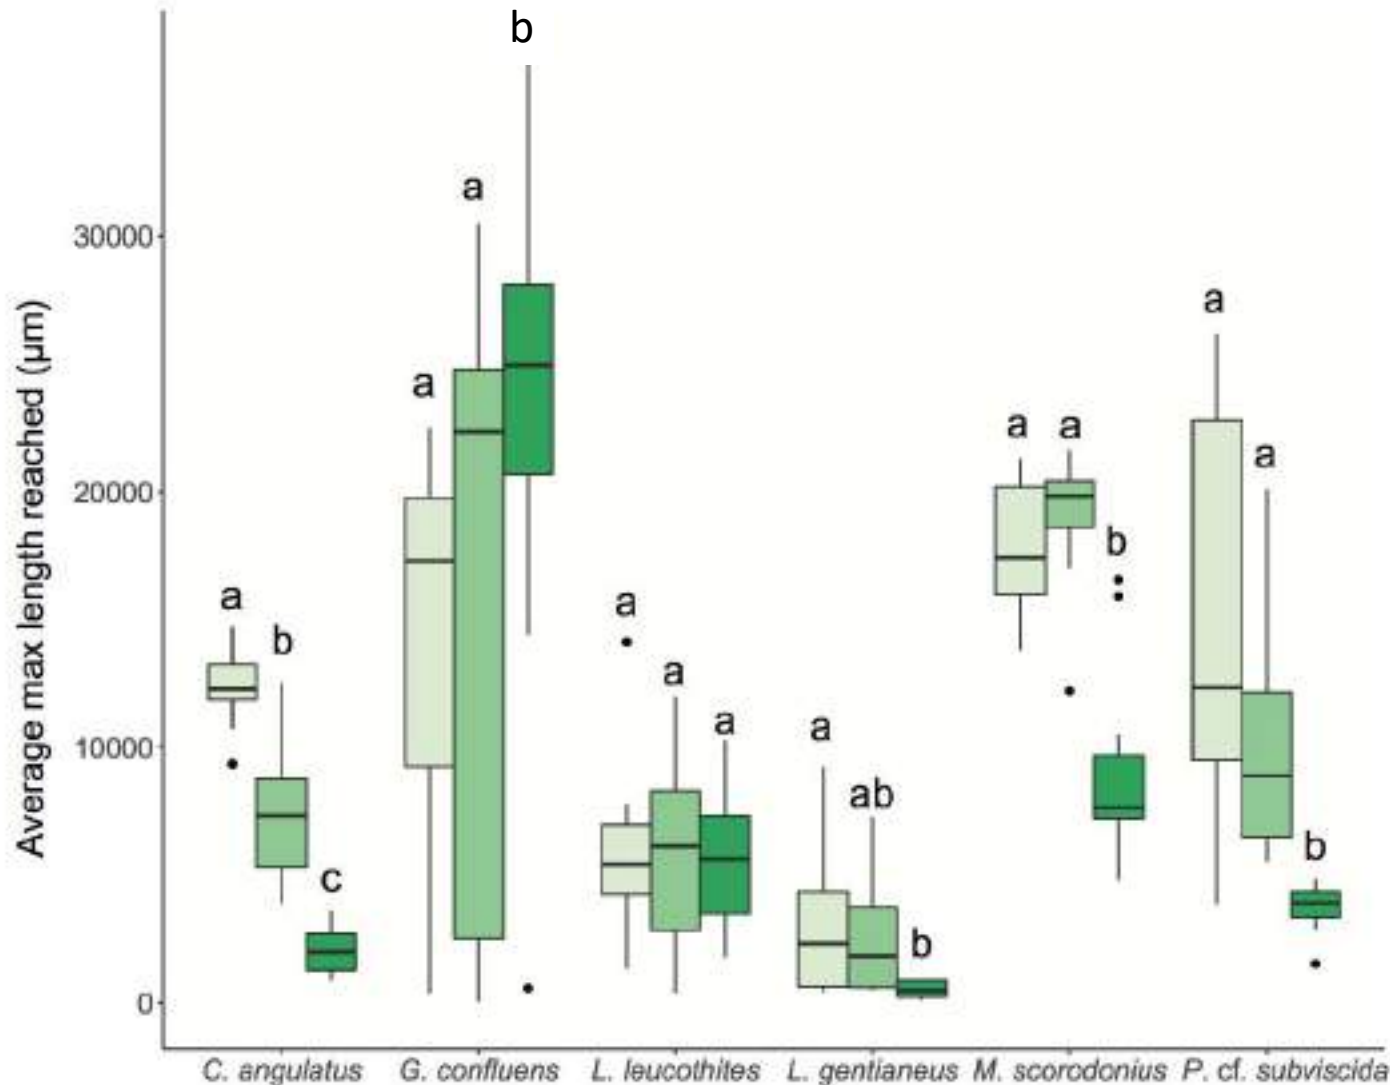 b
a
30000
a
a
a
20000
a
a
a
b
a
b
a
a
a
10000
ab
c
b
b
0
Average max length reached (µm)
C. angulatus G. confluens L. leucothites L. gentianeus M. scorodonius P. cf. subviscida